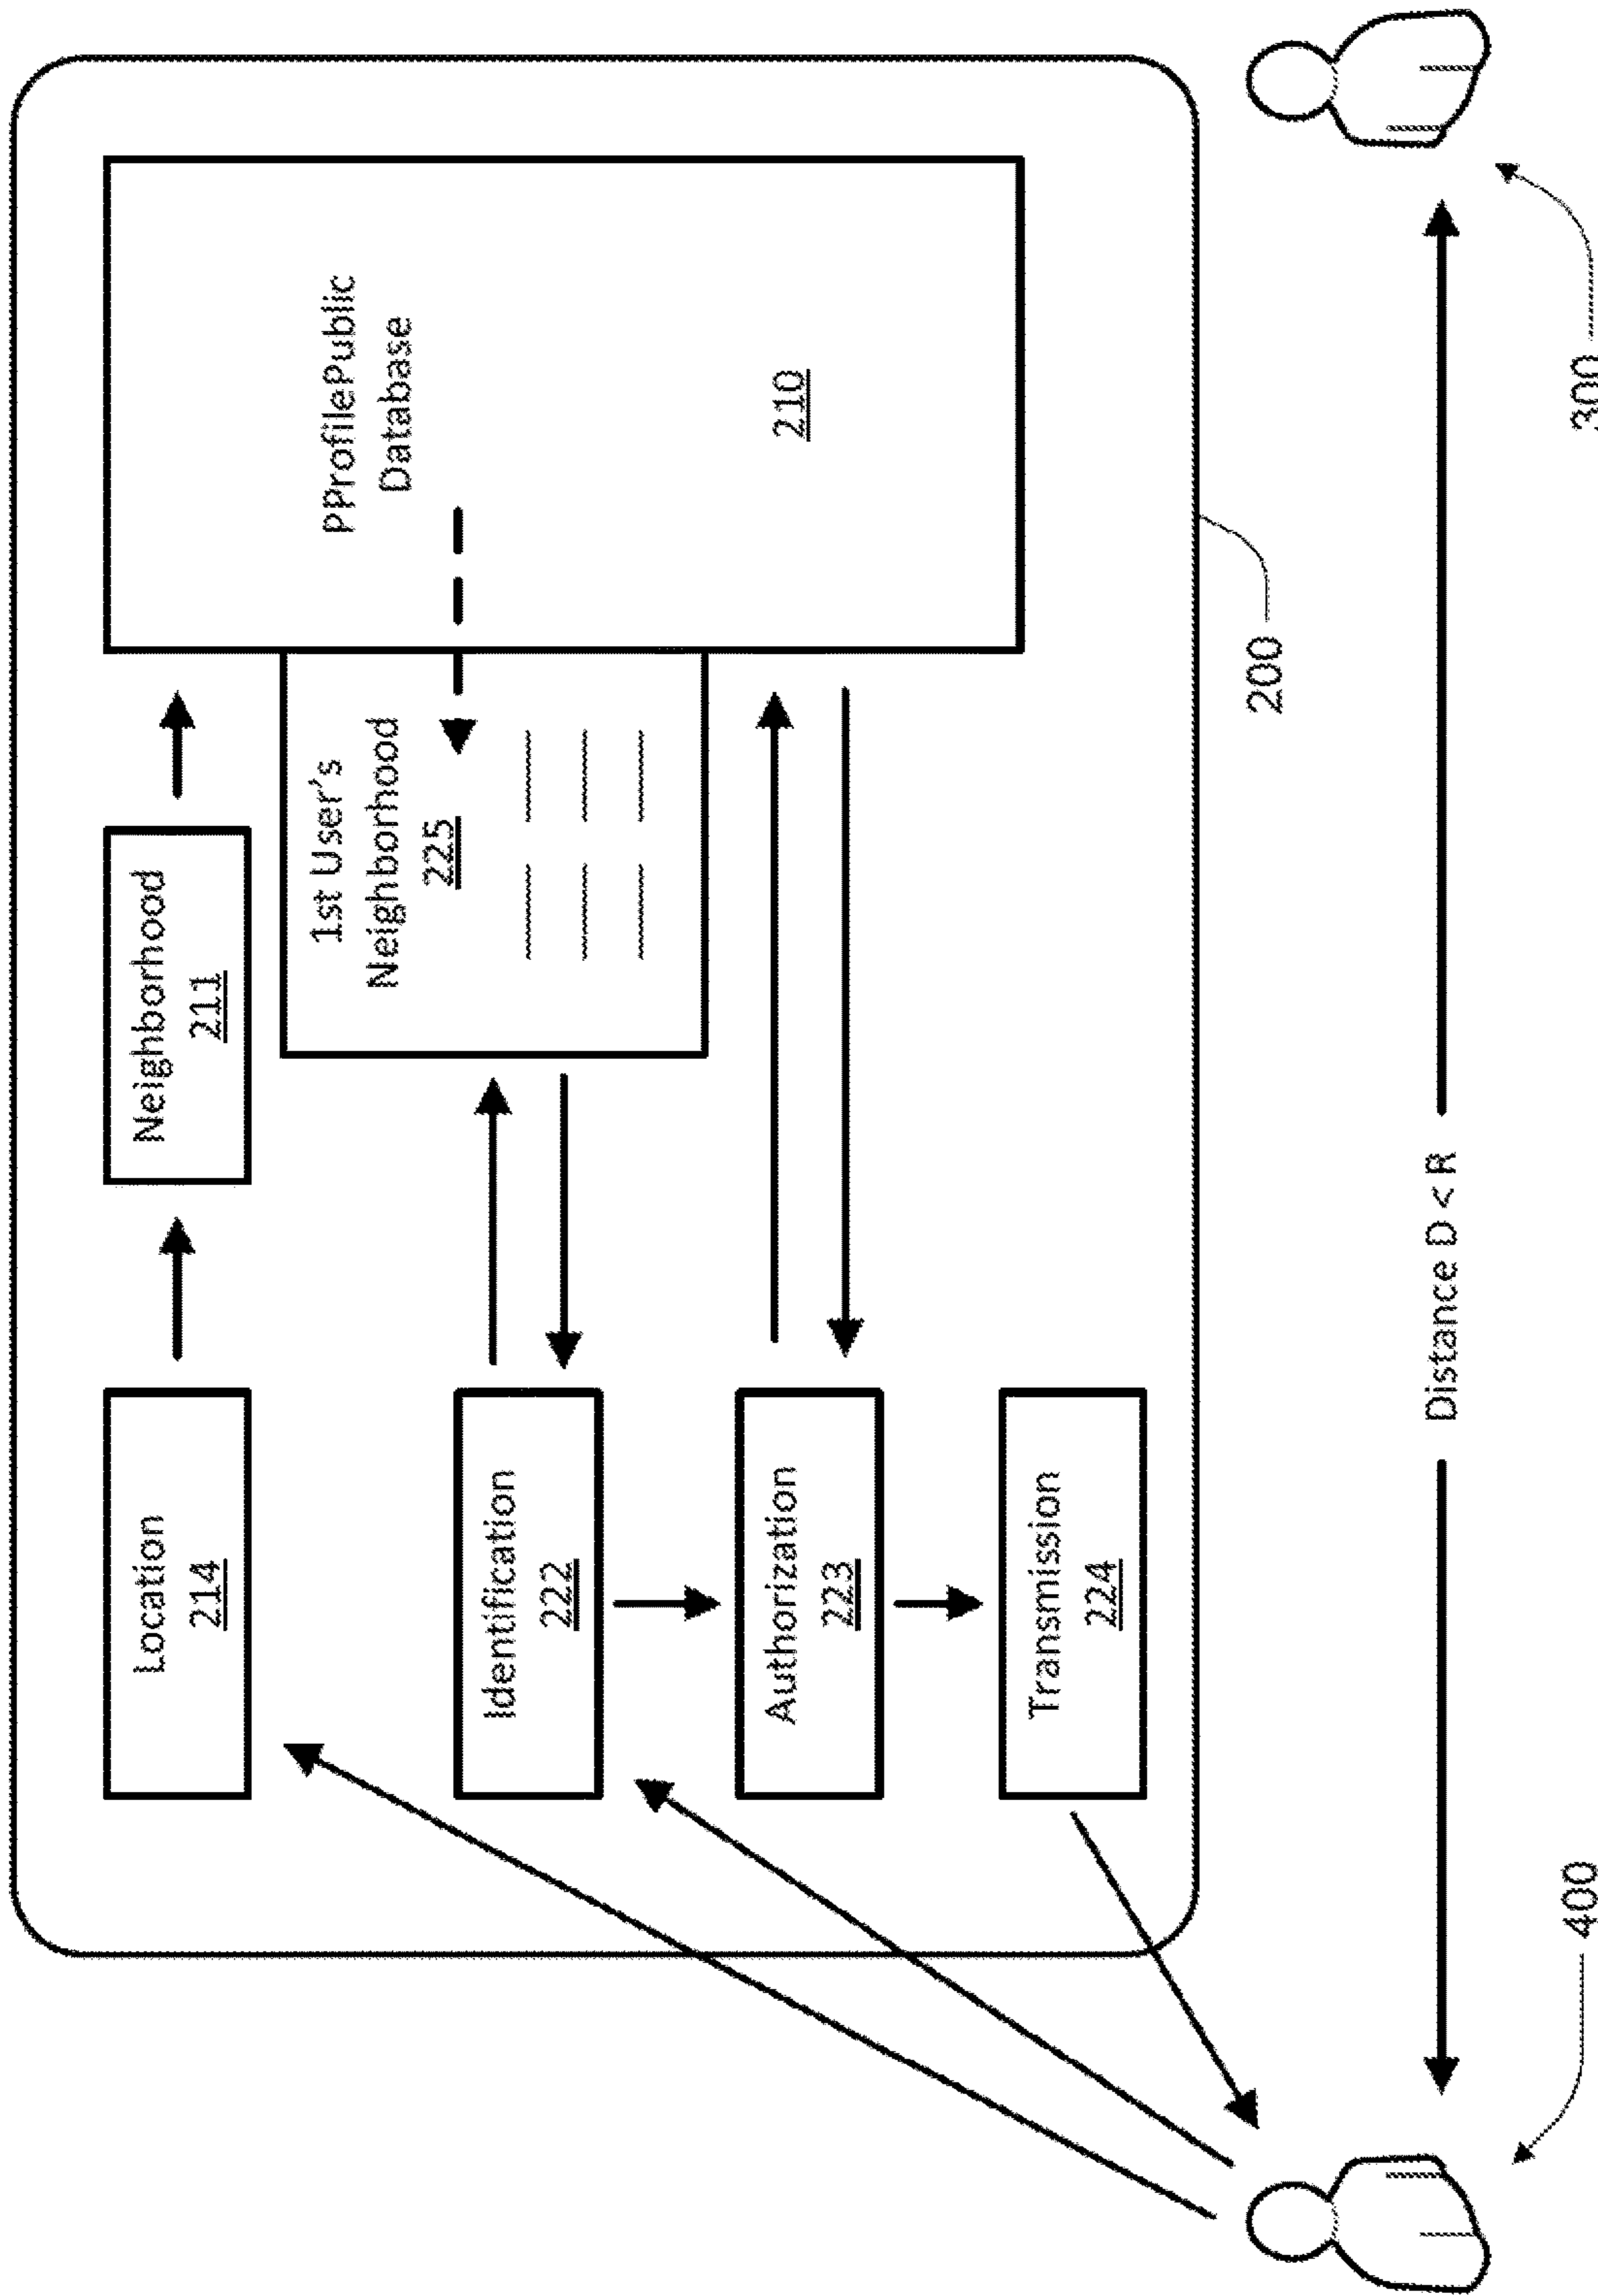 Location
214
Neighborhood
211
PProfilePublic
Database
210
1st User's
Neighborhood
225
Identification
222
Authorization
223
Transmission
224
200
Distance D < R
400
300